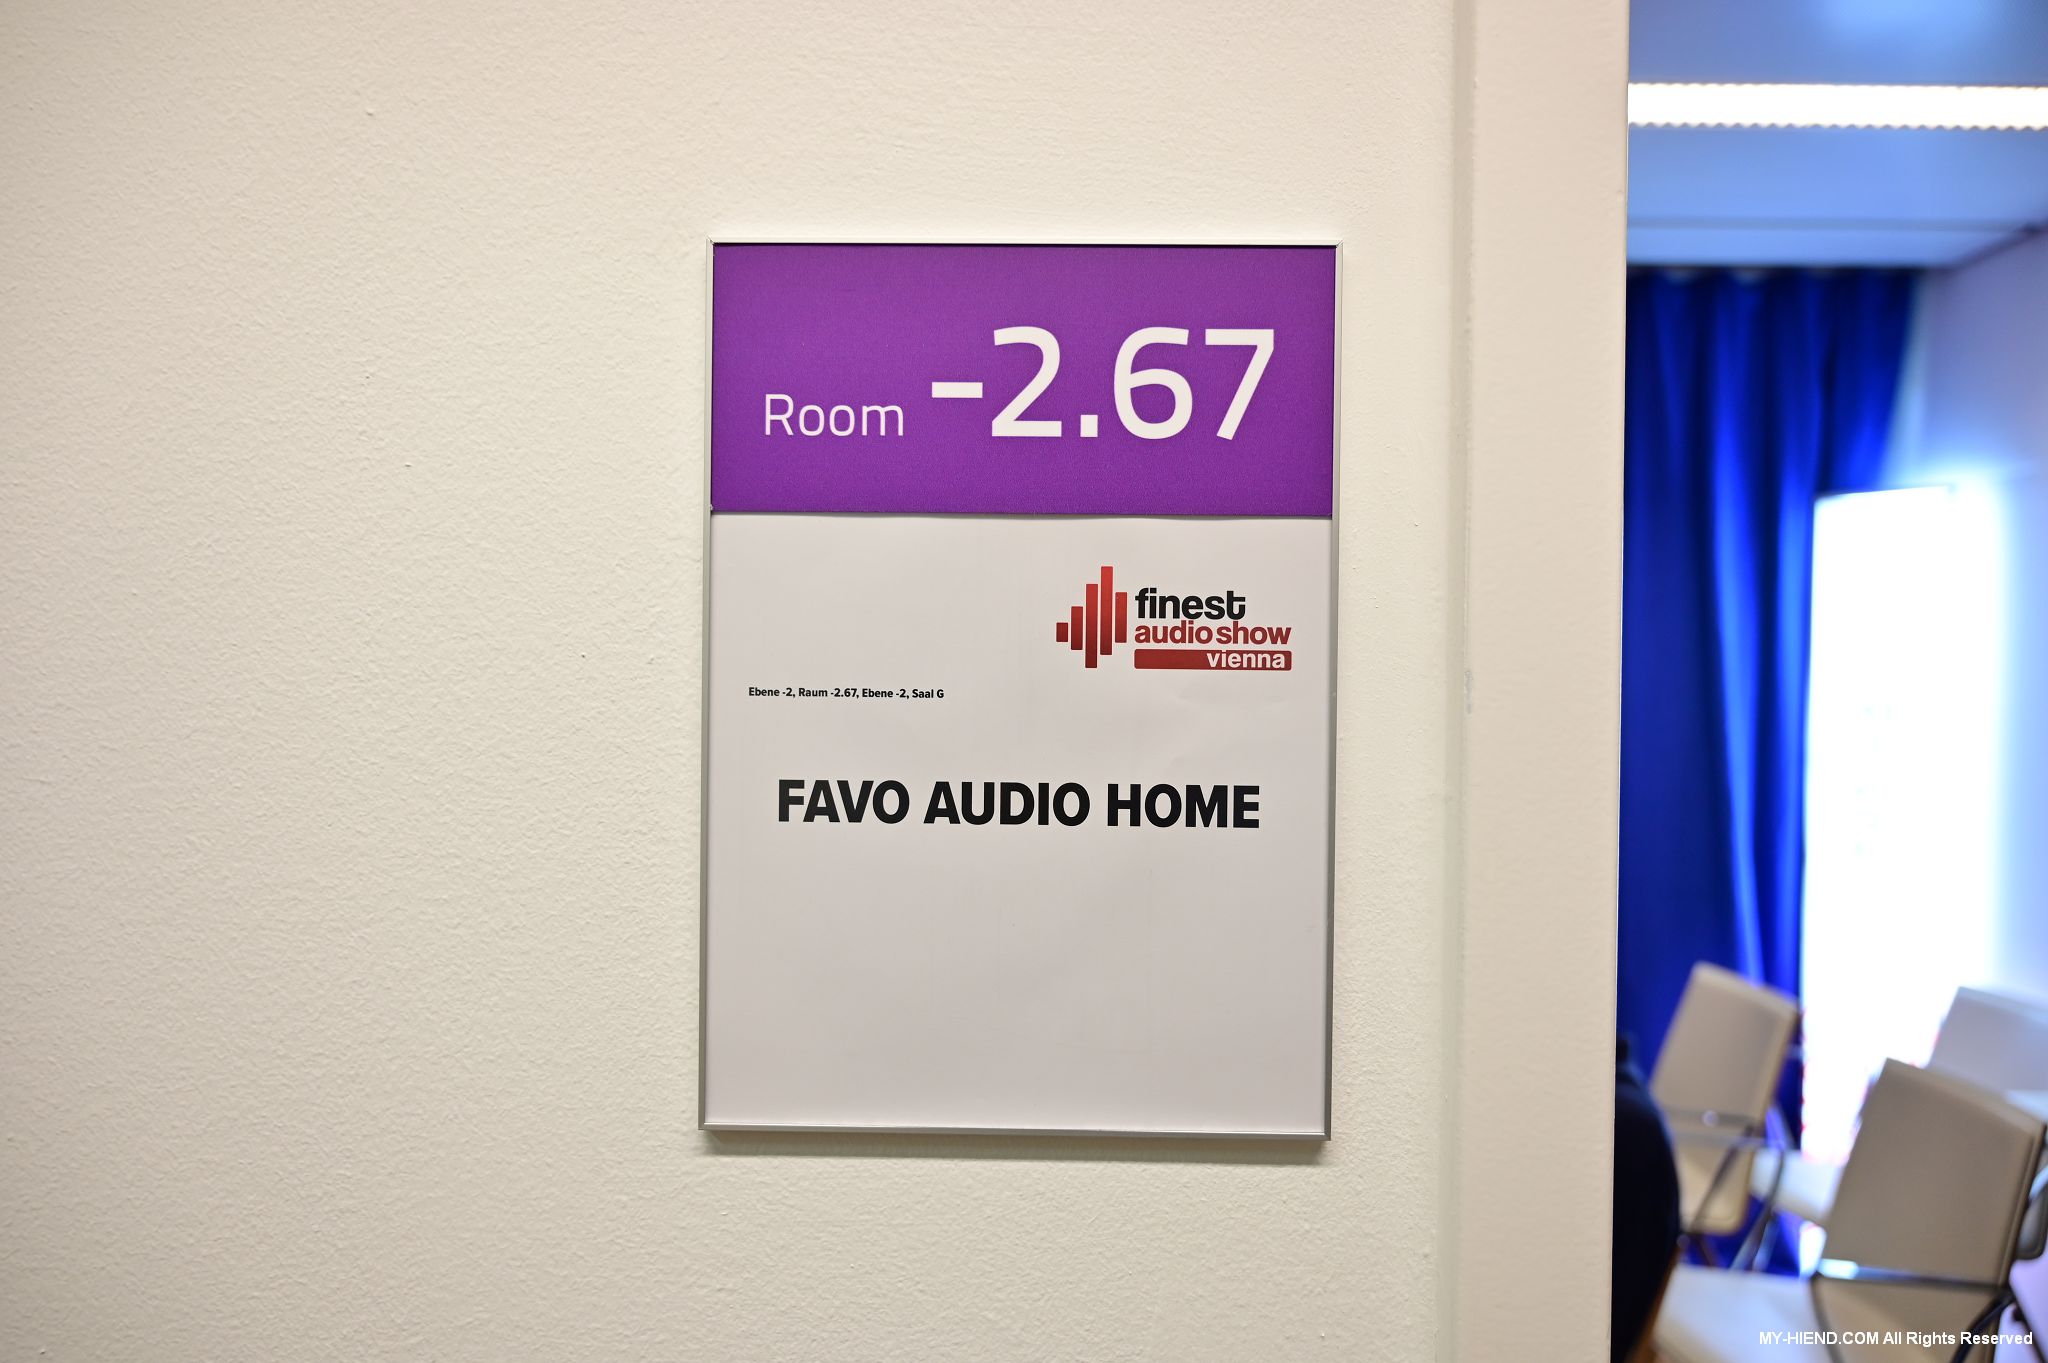 Room -2.67
finest
audio show
vienna
Ebene -2, Raum -2.67, Ebene -2, Saal G
FAVO AUDIO HOME
MY-HIEND.COM All Rights Reserved